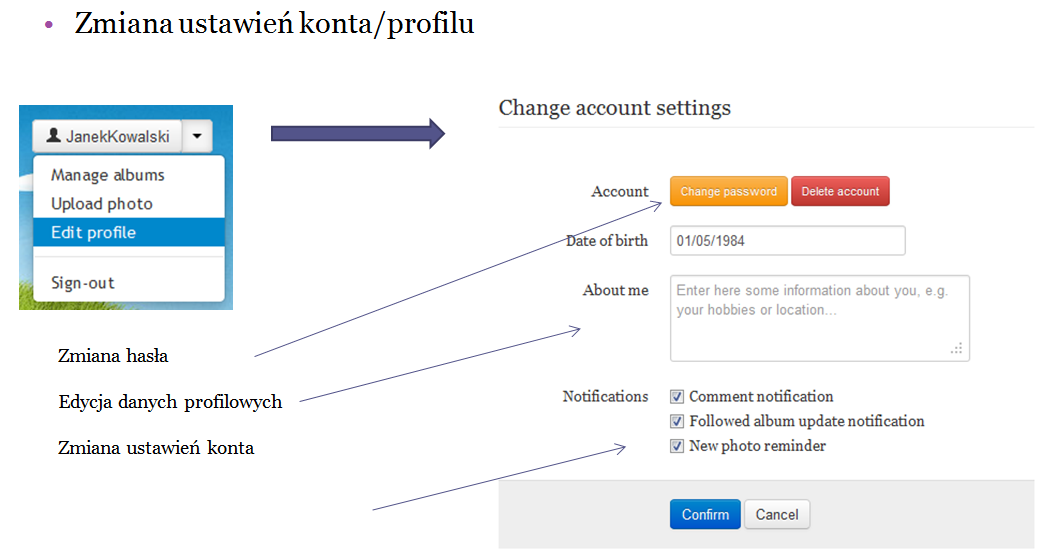 • Zmiana ustawień konta/profilu
JanekKowalski
Manage albums
Upload photo
Edit profile
Sign-out
Zmiana hasła
Edycja danych profilowych
Zmiana ustawień konta
Change account settings
Account Change password Delete account
Date of birth 01/05/1984
About me Enter here some information about you, e.g.
your hobbies or location...
Notifications Comment notification
Followed album update notification
New photo reminder
Confirm Cancel